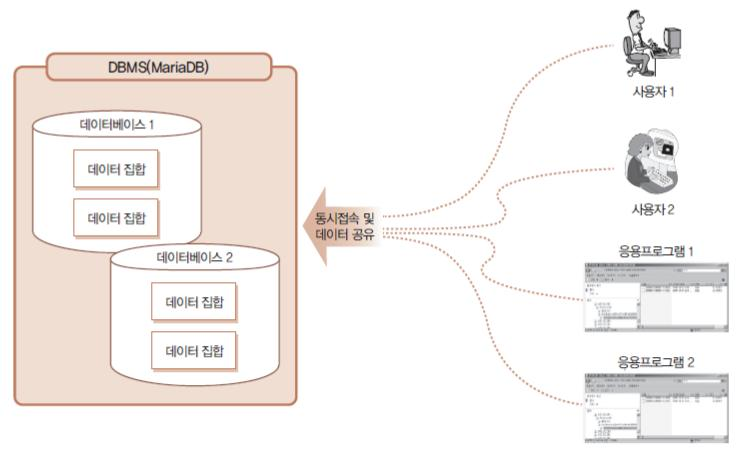 DBMS(MariaDB)
데이터베이스 1
데이터 집합
데이터 집합
데이터베이스 2
데이터 집합
데이터 집합
동시접속 및
데이터 공유
사용자 1
사용자 2
응용프로그램 1
응용프로그램 2